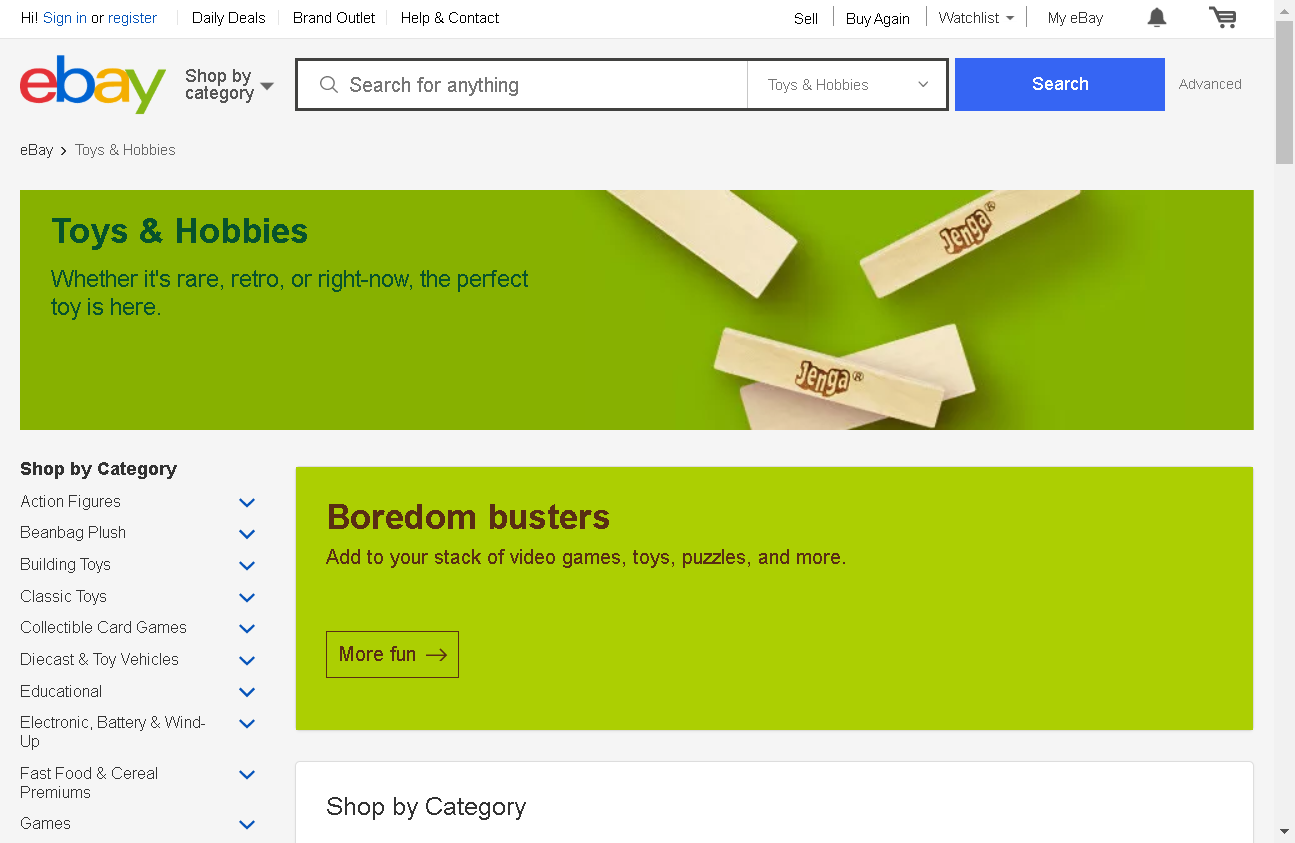 Hi! Sign in or register
Daily Deals
Brand Outlet
Help & Contact
Sell
Buy Again
Watchlist
My eBay
ebay
Shop by
category
Search for anything
Toys & Hobbies
Search
Advanced
eBay
Toys & Hobbies
Toys & Hobbies
Whether it's rare, retro, or right-now, the perfect
toy is here.
Jenga®
Jenga®
Shop by Category
Action Figures
Beanbag Plush
Building Toys
Classic Toys
Collectible Card Games
Diecast & Toy Vehicles
Educational
Electronic, Battery & Wind-
Up
Fast Food & Cereal
Premiums
Games
Boredom busters
Add to your stack of video games, toys, puzzles, and more.
More fun
Shop by Category